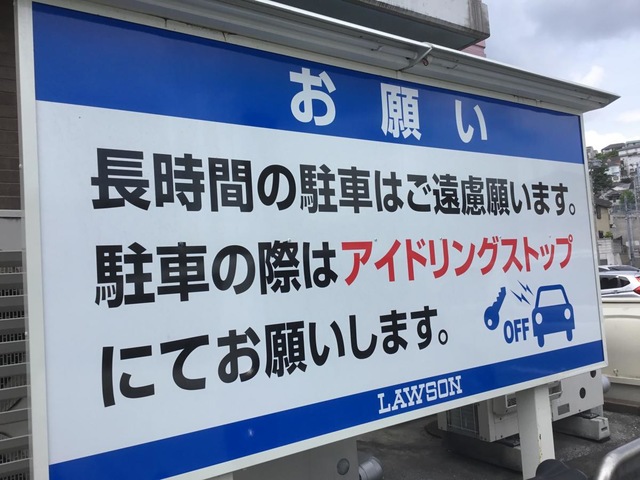 お願い
長時間の駐車はご遠慮願います。
駐車の際はアイドリングストップ
にてお願いします。
OFF
LAWSON